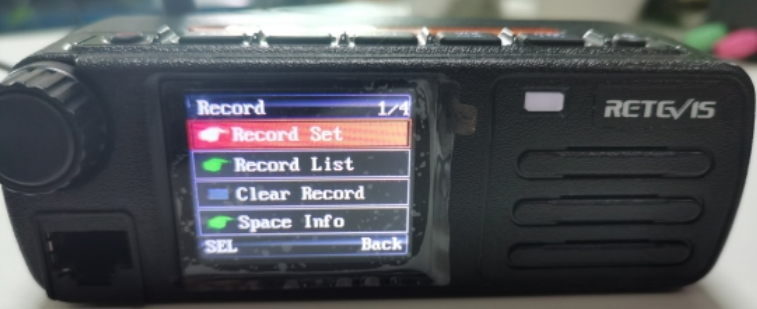 Record 1/4
RETEVIS
Record Set
Record List
Clear Record
Space Info
SEL Back